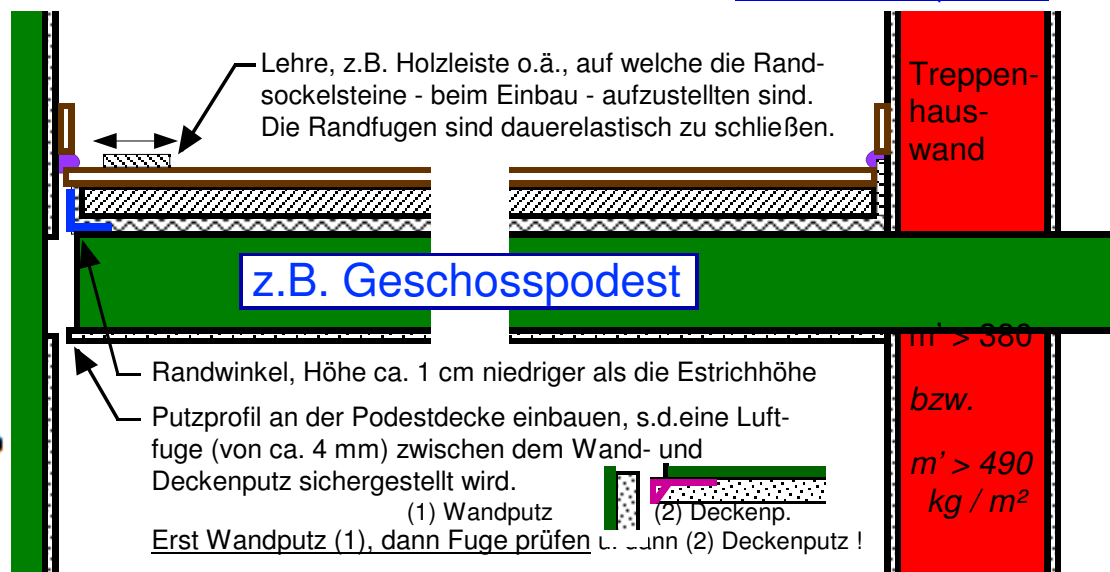 Lehre, z.B. Holzleiste o.ä., auf welche die Rand-
sockelsteine - beim Einbau - aufzustellten sind.
Die Randfugen sind dauerelastisch zu schließen.
Treppen-
haus-
wand
z.B. Geschosspodest
m' > 380
bzw.
m' > 490
kg / m²
Randwinkel, Höhe ca. 1 cm niedriger als die Estrichhöhe
Putzprofil an der Podestdecke einbauen, s.d.eine Luft-
fuge (von ca. 4 mm) zwischen dem Wand- und
Deckenputz sichergestellt wird.
(1) Wandputz (2) Deckenp.
Erst Wandputz (1), dann Fuge prüfen dann (2) Deckenputz !